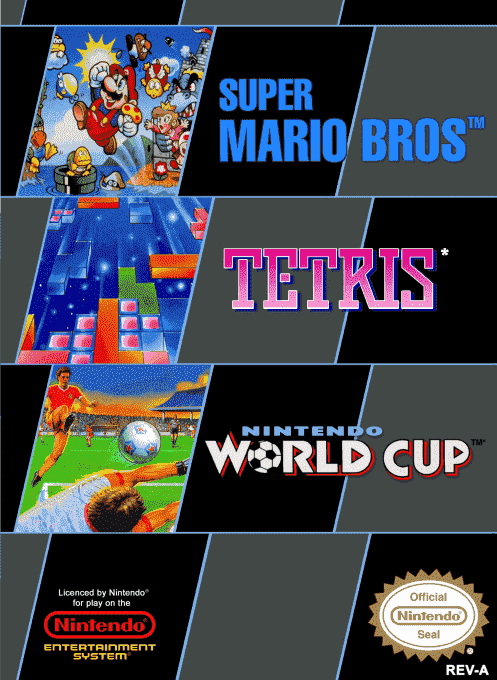 SUPER
MARIO BROS™
TETRIS*
NINTENDO
WORLD CUP™*
Licenced by Nintendo®
for play on the
Nintendo®
ENTERTAINMENT
SYSTEM®
Official
Nintendo®
Seal
®
REV-A